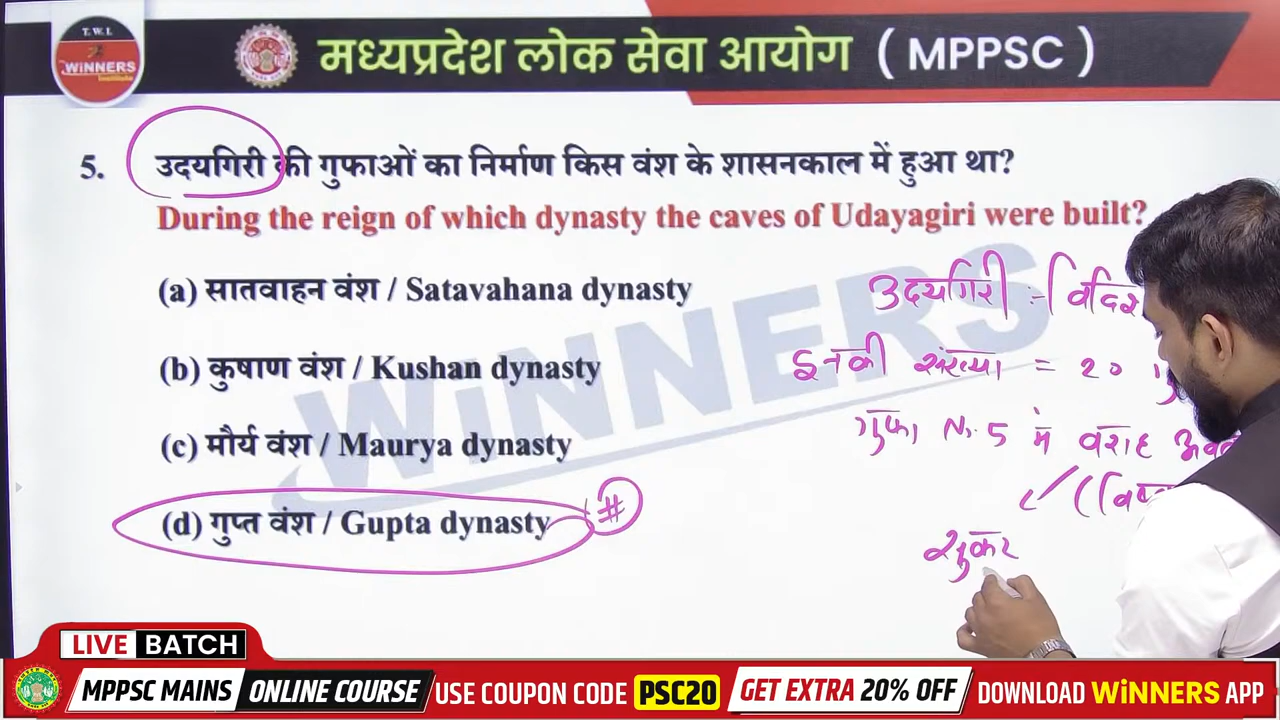 T. W. I.
WiNNERS
Institute
मध्यप्रदेश लोक सेवा आयोग ( MPPSC )
5. उदयगिरी की गुफाओं का निर्माण किस वंश के शासनकाल में हुआ था?
During the reign of which dynasty the caves of Udayagiri were built?
(a) सातवाहन वंश / Satavahana dynasty
(b) कुषाण वंश / Kushan dynasty
(c) मौर्य वंश / Maurya dynasty
(d) गुप्त वंश / Gupta dynasty #
WiNNERS
उदयगिरी :-
इनकी संख्या = 20
गुफा No. 5 में वराह
शुकर
LIVE BATCH
MPPSC MAINS ONLINE COURSE USE COUPON CODE PSC20 GET EXTRA 20% OFF DOWNLOAD WiNNERS APP